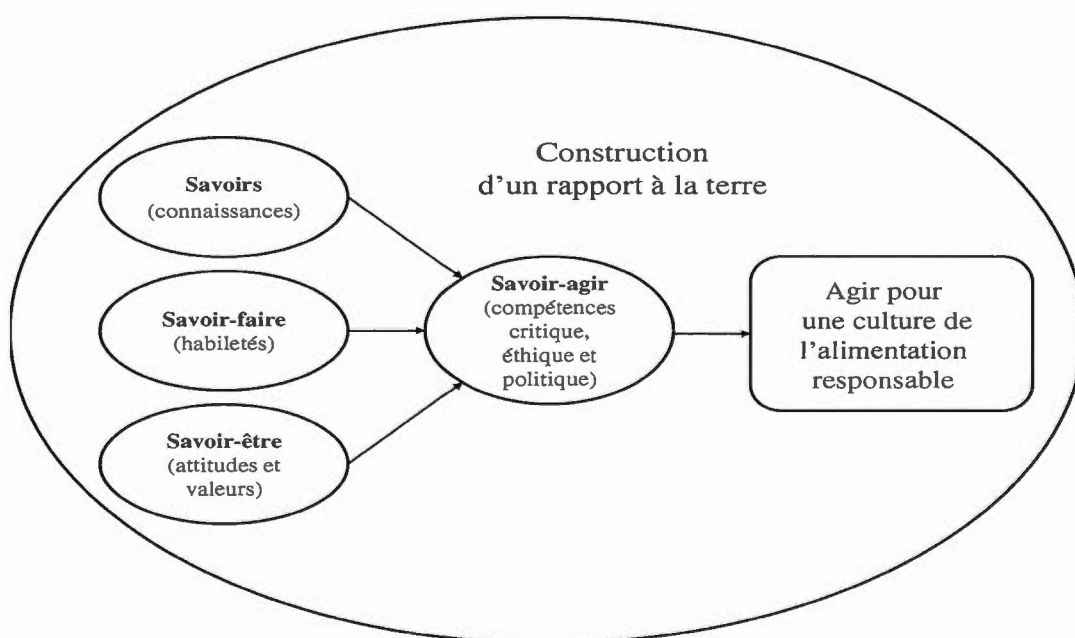 Construction
d'un rapport à la terre
Savoirs
(connaissances)
Savoir-faire
(habiletés)
Savoir-être
(attitudes et
valeurs)
Savoir-agir
(compétences
critique,
éthique et
politique)
Agir pour
une culture de
l'alimentation
responsable